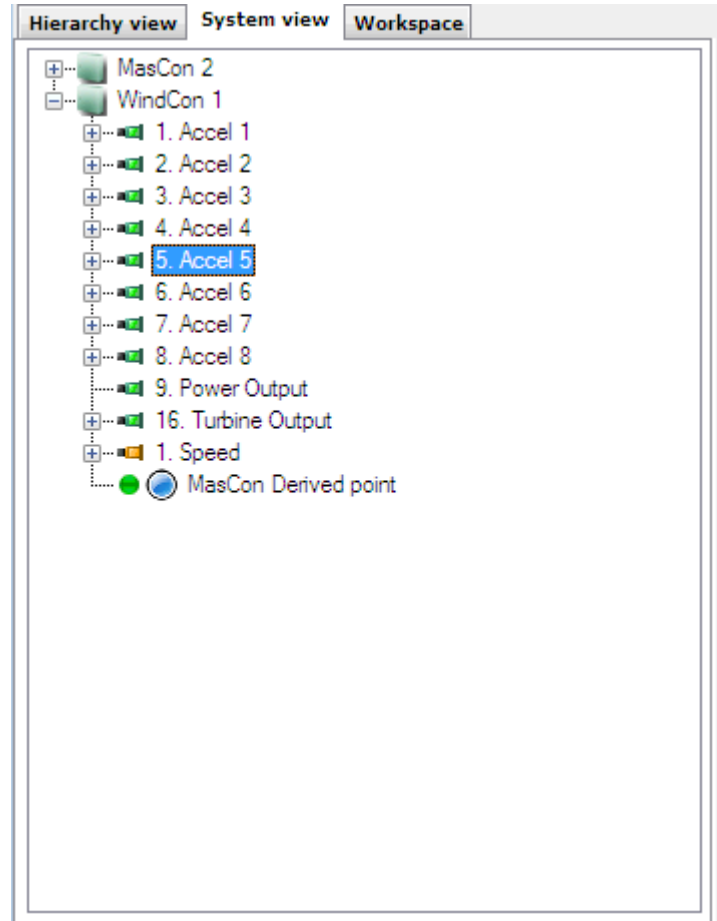 Hierarchy view System view Workspace
MasCon 2
WindCon 1
1. Accel 1
2. Accel 2
3. Accel 3
4. Accel 4
5. Accel 5
6. Accel 6
7. Accel 7
8. Accel 8
9. Power Output
16. Turbine Output
1. Speed
MasCon Derived point